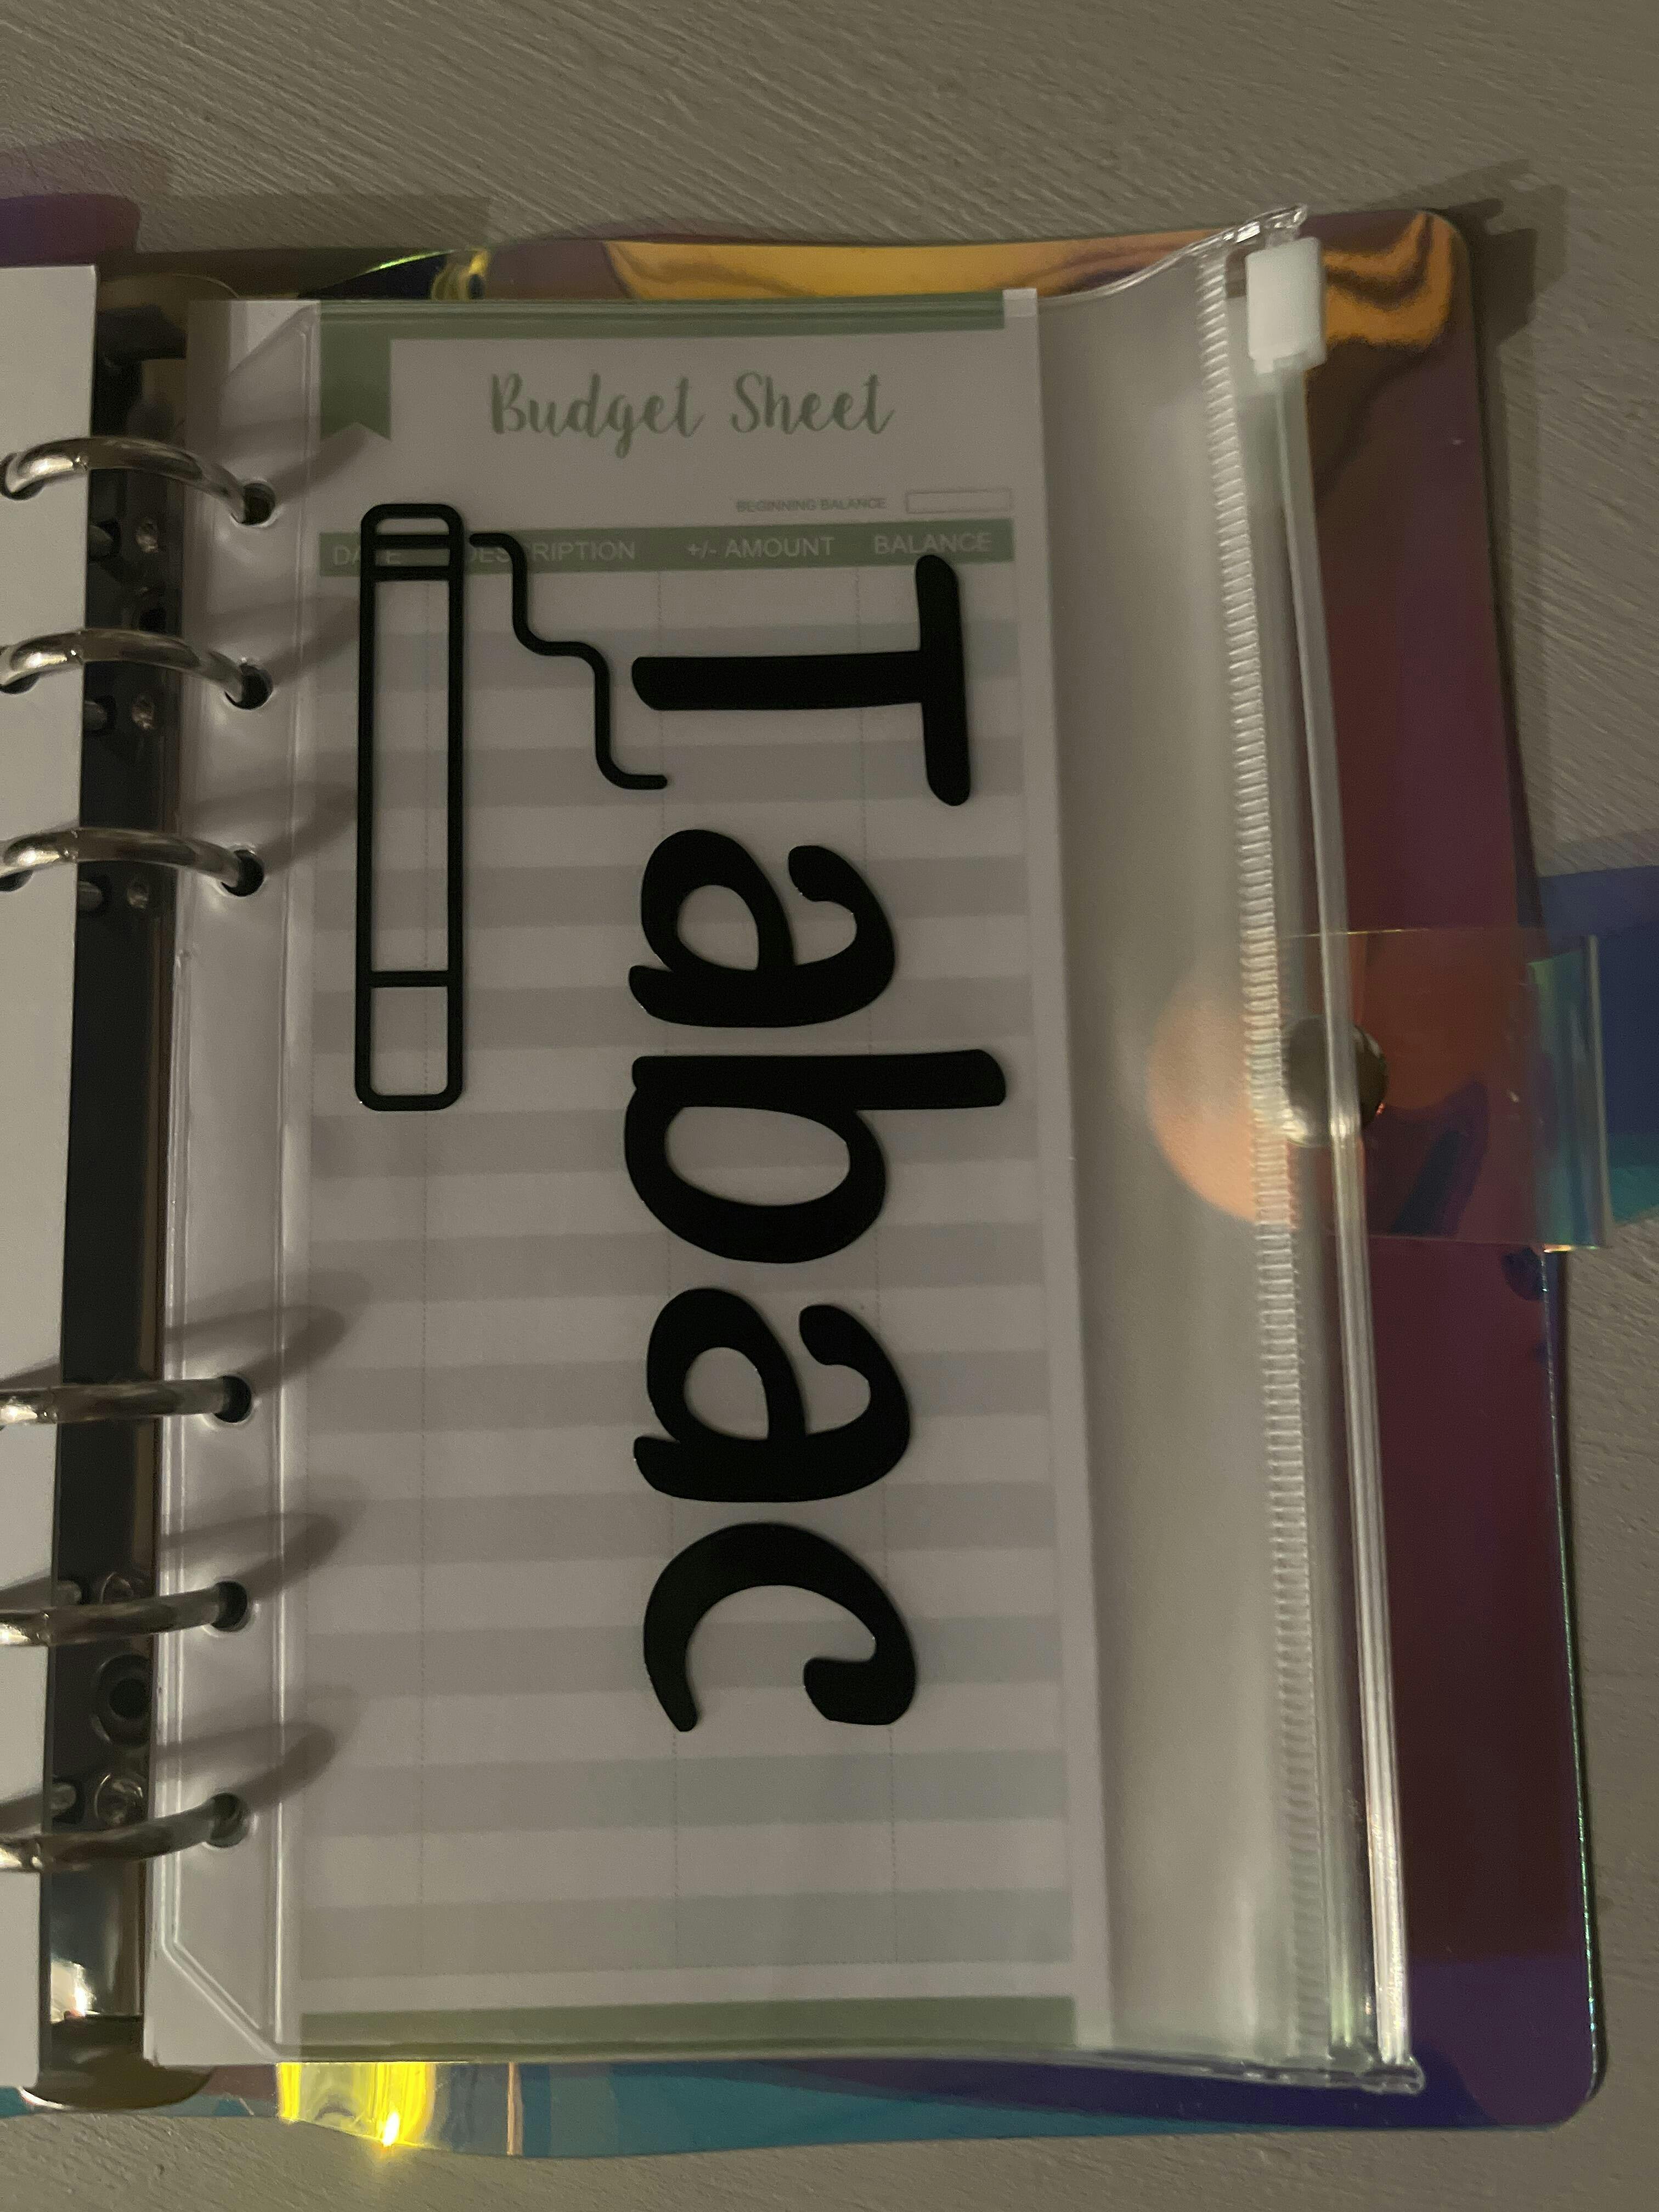 Budget Sheet
BEGINNING BALANCE
DATE DESCRIPTION +/- AMOUNT BALANCE
Tabac